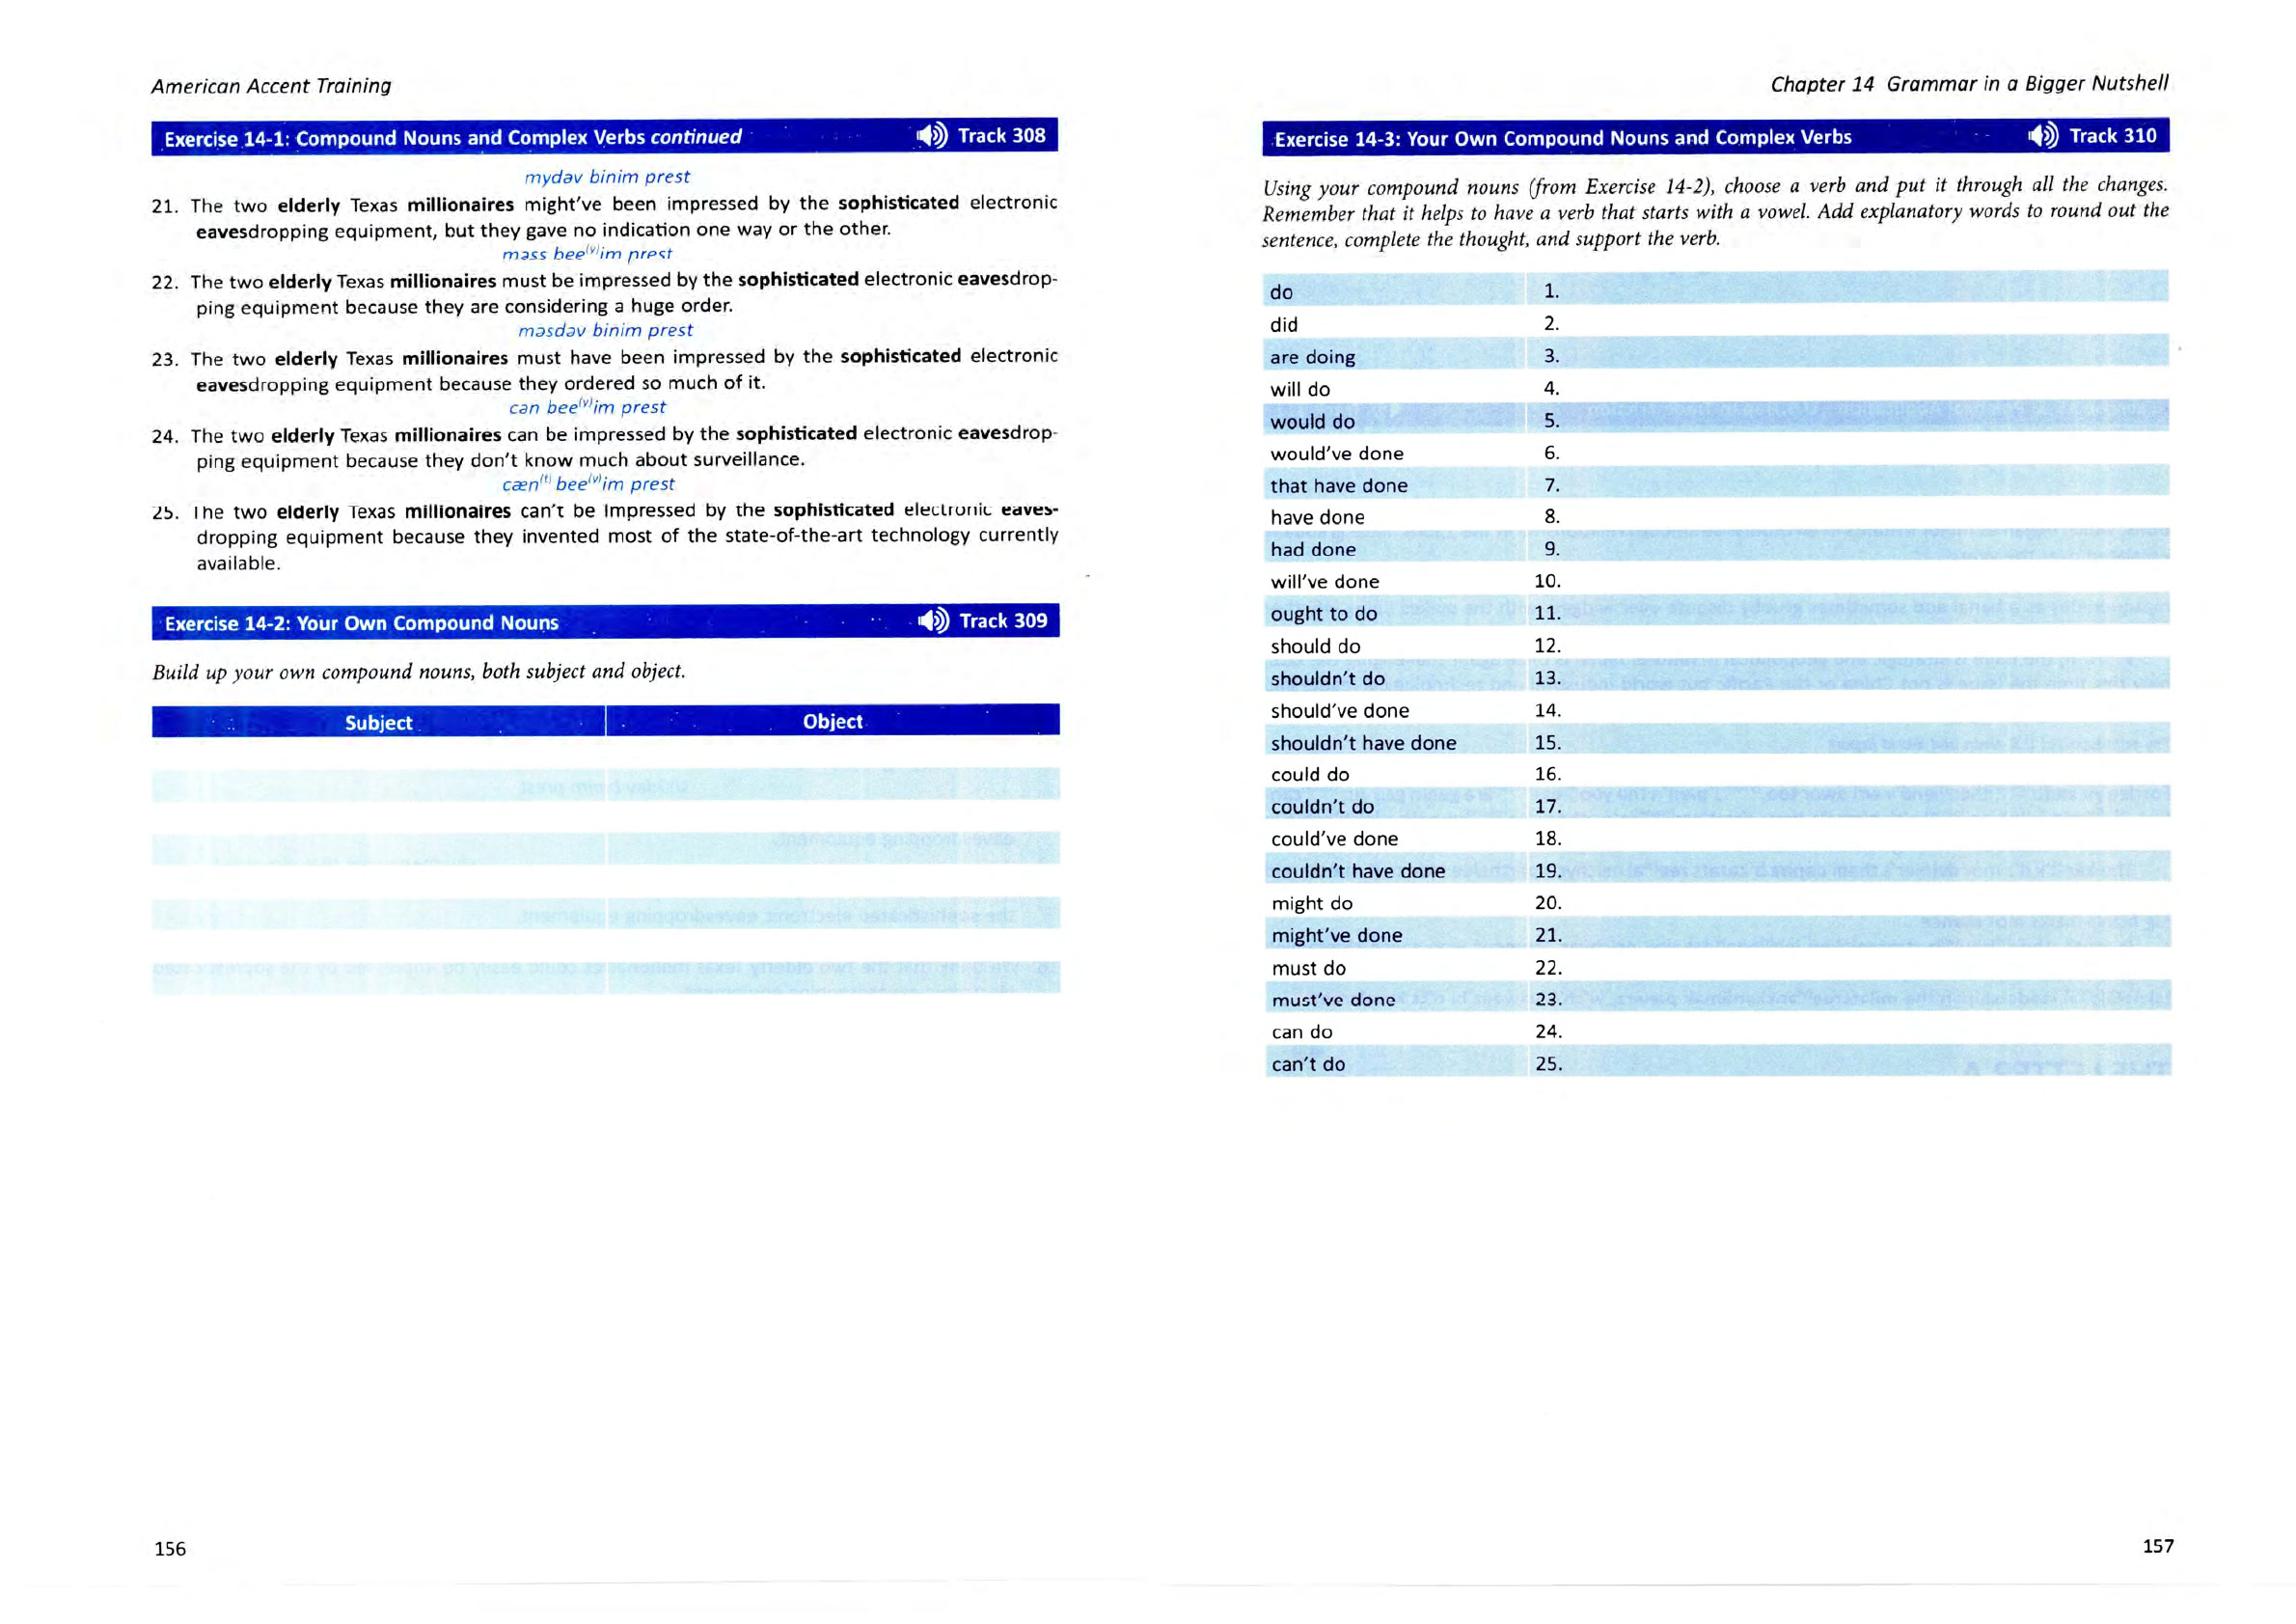 American Accent Training
Exercise 14-1: Compound Nouns and Complex Verbs continued Track 308
mydəv binim prest
21. The two elderly Texas millionaires might've been impressed by the sophisticated electronic
eavesdropping equipment, but they gave no indication one way or the other.
məss bee(y)im prest
22. The two elderly Texas millionaires must be impressed by the sophisticated electronic eavesdrop-
ping equipment because they are considering a huge order.
məsdəv binim prest
23. The two elderly Texas millionaires must have been impressed by the sophisticated electronic
eavesdropping equipment because they ordered so much of it.
cən bee(y)im prest
24. The two elderly Texas millionaires can be impressed by the sophisticated electronic eavesdrop-
ping equipment because they don't know much about surveillance.
cæn(t) bee(y)im prest
25. The two elderly Texas millionaires can't be impressed by the sophisticated electronic eaves-
dropping equipment because they invented most of the state-of-the-art technology currently
available.
Exercise 14-2: Your Own Compound Nouns Track 309
Build up your own compound nouns, both subject and object.
Subject Object
156
Chapter 14 Grammar in a Bigger Nutshell
Exercise 14-3: Your Own Compound Nouns and Complex Verbs Track 310
Using your compound nouns (from Exercise 14-2), choose a verb and put it through all the changes.
Remember that it helps to have a verb that starts with a vowel. Add explanatory words to round out the
sentence, complete the thought, and support the verb.
do 1.
did 2.
are doing 3.
will do 4.
would do 5.
would've done 6.
that have done 7.
have done 8.
had done 9.
will've done 10.
ought to do 11.
should do 12.
shouldn't do 13.
should've done 14.
shouldn't have done 15.
could do 16.
couldn't do 17.
could've done 18.
couldn't have done 19.
might do 20.
might've done 21.
must do 22.
must've done 23.
can do 24.
can't do 25.
157